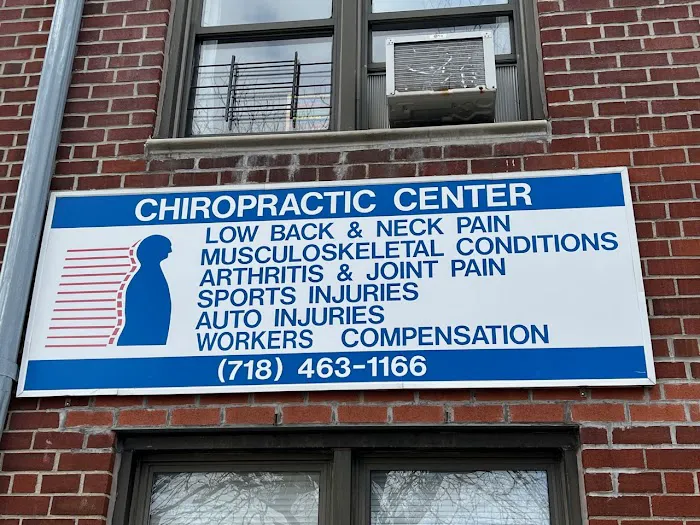 CHIROPRACTIC CENTER
LOW BACK & NECK PAIN
MUSCULOSKELETAL CONDITIONS
ARTHRITIS & JOINT PAIN
SPORTS INJURIES
AUTO INJURIES
WORKERS COMPENSATION
(718) 463-1166